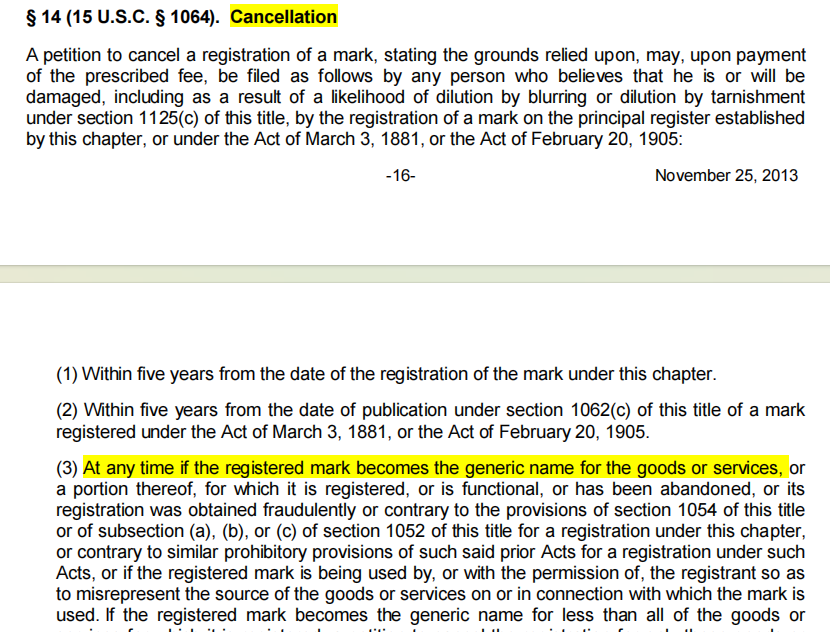 § 14 (15 U.S.C. § 1064). Cancellation
A petition to cancel a registration of a mark, stating the grounds relied upon, may, upon payment
of the prescribed fee, be filed as follows by any person who believes that he is or will be
damaged, including as a result of a likelihood of dilution by blurring or dilution by tarnishment
under section 1125(c) of this title, by the registration of a mark on the principal register established
by this chapter, or under the Act of March 3, 1881, or the Act of February 20, 1905:
-16-
November 25, 2013
(1) Within five years from the date of the registration of the mark under this chapter.
(2) Within five years from the date of publication under section 1062(c) of this title of a mark
registered under the Act of March 3, 1881, or the Act of February 20, 1905.
(3) At any time if the registered mark becomes the generic name for the goods or services, or
a portion thereof, for which it is registered, or is functional, or has been abandoned, or its
registration was obtained fraudulently or contrary to the provisions of section 1054 of this title
or of subsection (a), (b), or (c) of section 1052 of this title for a registration under this chapter,
or contrary to similar prohibitory provisions of such said prior Acts for a registration under such
Acts, or if the registered mark is being used by, or with the permission of, the registrant so as
to misrepresent the source of the goods or services on or in connection with which the mark is
used. If the registered mark becomes the generic name for less than all of the goods or